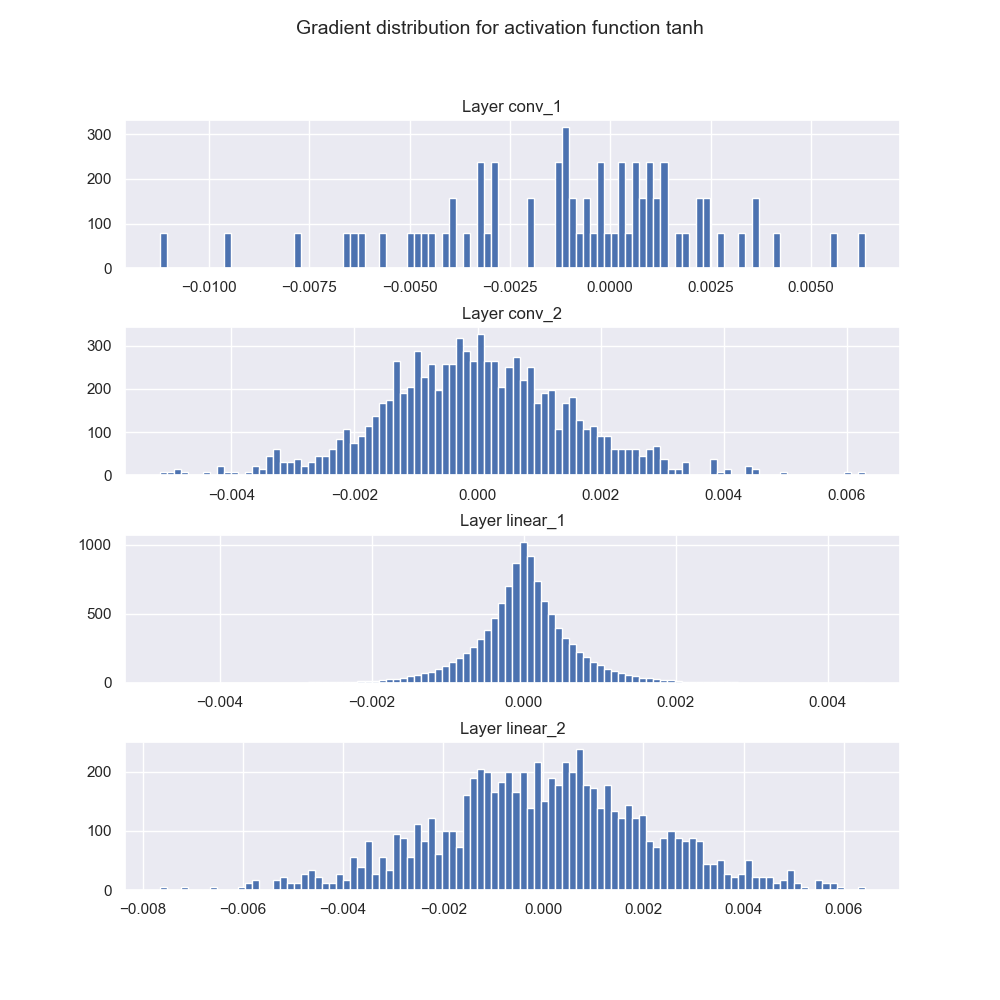 Gradient distribution for activation function tanh
Layer conv_1
300
200
100
0
−0.0100 −0.0075 −0.0050 −0.0025 0.0000 0.0025 0.0050
Layer conv_2
300
200
100
0
−0.004 −0.002 0.000 0.002 0.004 0.006
Layer linear_1
1000
500
0
−0.004 −0.002 0.000 0.002 0.004
Layer linear_2
200
100
0
−0.008 −0.006 −0.004 −0.002 0.000 0.002 0.004 0.006